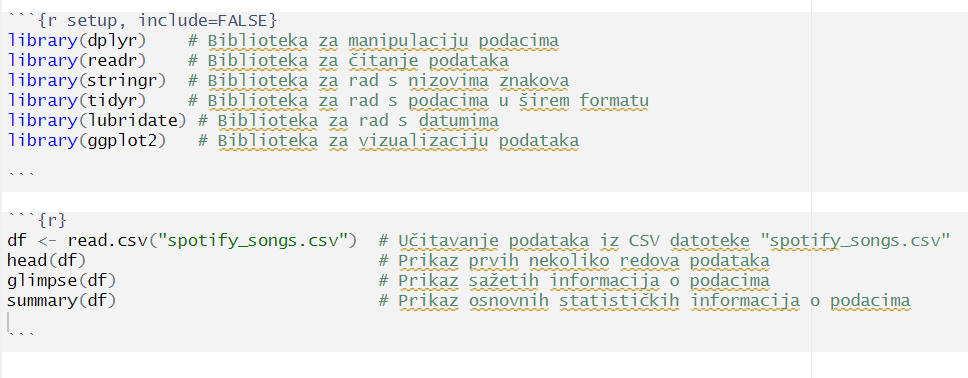 ```{r setup, include=FALSE}
library(dplyr)    # Biblioteka za manipulaciju podacima
library(readr)    # Biblioteka za čitanje podataka
library(stringr)  # Biblioteka za rad s nizovima znakova
library(tidyr)    # Biblioteka za rad s podacima u širem formatu
library(lubridate) # Biblioteka za rad s datumima
library(ggplot2)   # Biblioteka za vizualizaciju podataka
```
```{r}
df <- read.csv("spotify_songs.csv")  # Učitavanje podataka iz CSV datoteke "spotify_songs.csv"
head(df)                             # Prikaz prvih nekoliko redova podataka
glimpse(df)                          # Prikaz sažetih informacija o podacima
summary(df)                          # Prikaz osnovnih statističkih informacija o podacima
```